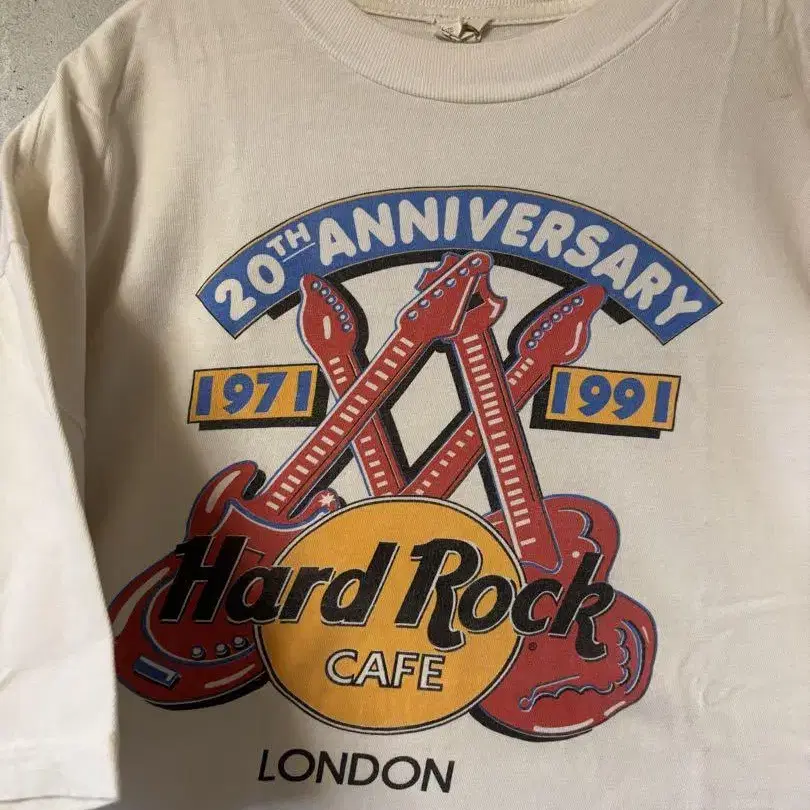 20TH ANNIVERSARY
1971 1991
Hard Rock
CAFE
®
LONDON